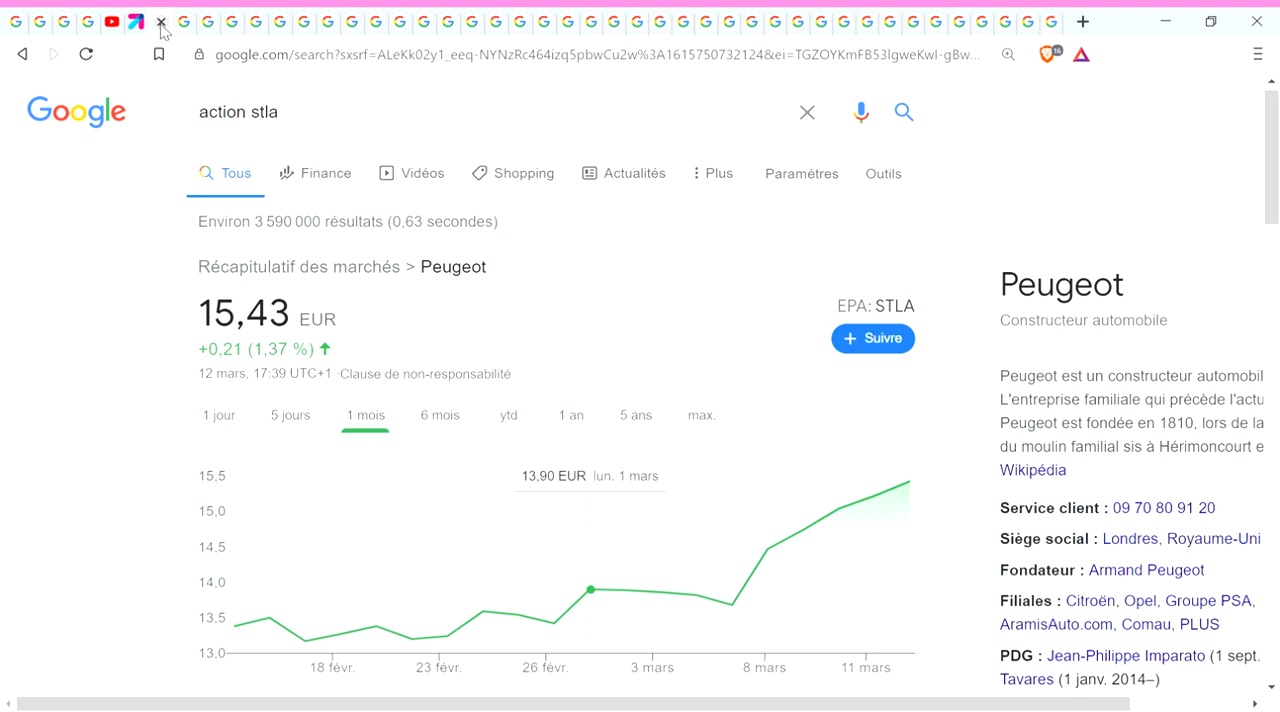 google.com/search?sxsrf=ALeKk02y1_eeq-NYNzRc464izq5pbwCu2w%3A1615750732124&ei=TGZOYKmFB53lgweKwI-gBw...
16
Google
action stla
Tous Finance Vidéos Shopping Actualités Plus Paramètres Outils
Environ 3 590 000 résultats (0,63 secondes)
Récapitulatif des marchés > Peugeot
15,43 EUR
EPA: STLA
+0,21 (1,37 %)
+ Suivre
12 mars, 17:39 UTC+1 ·Clause de non-responsabilité
1 jour 5 jours 1 mois 6 mois ytd 1 an 5 ans max.
13,90 EUR lun. 1 mars
15,5
15,0
14,5
14,0
13,5
13,0
18 févr. 23 févr. 26 févr. 3 mars 8 mars 11 mars
Peugeot
Constructeur automobile
Peugeot est un constructeur automobil
L'entreprise familiale qui précède l'actu
Peugeot est fondée en 1810, lors de la
du moulin familial sis à Hérimoncourt e
Wikipédia
Service client : 09 70 80 91 20
Siège social : Londres, Royaume-Uni
Fondateur : Armand Peugeot
Filiales : Citroën, Opel, Groupe PSA,
AramisAuto.com, Comau, PLUS
PDG : Jean-Philippe Imparato (1 sept.
Tavares (1 janv. 2014–)